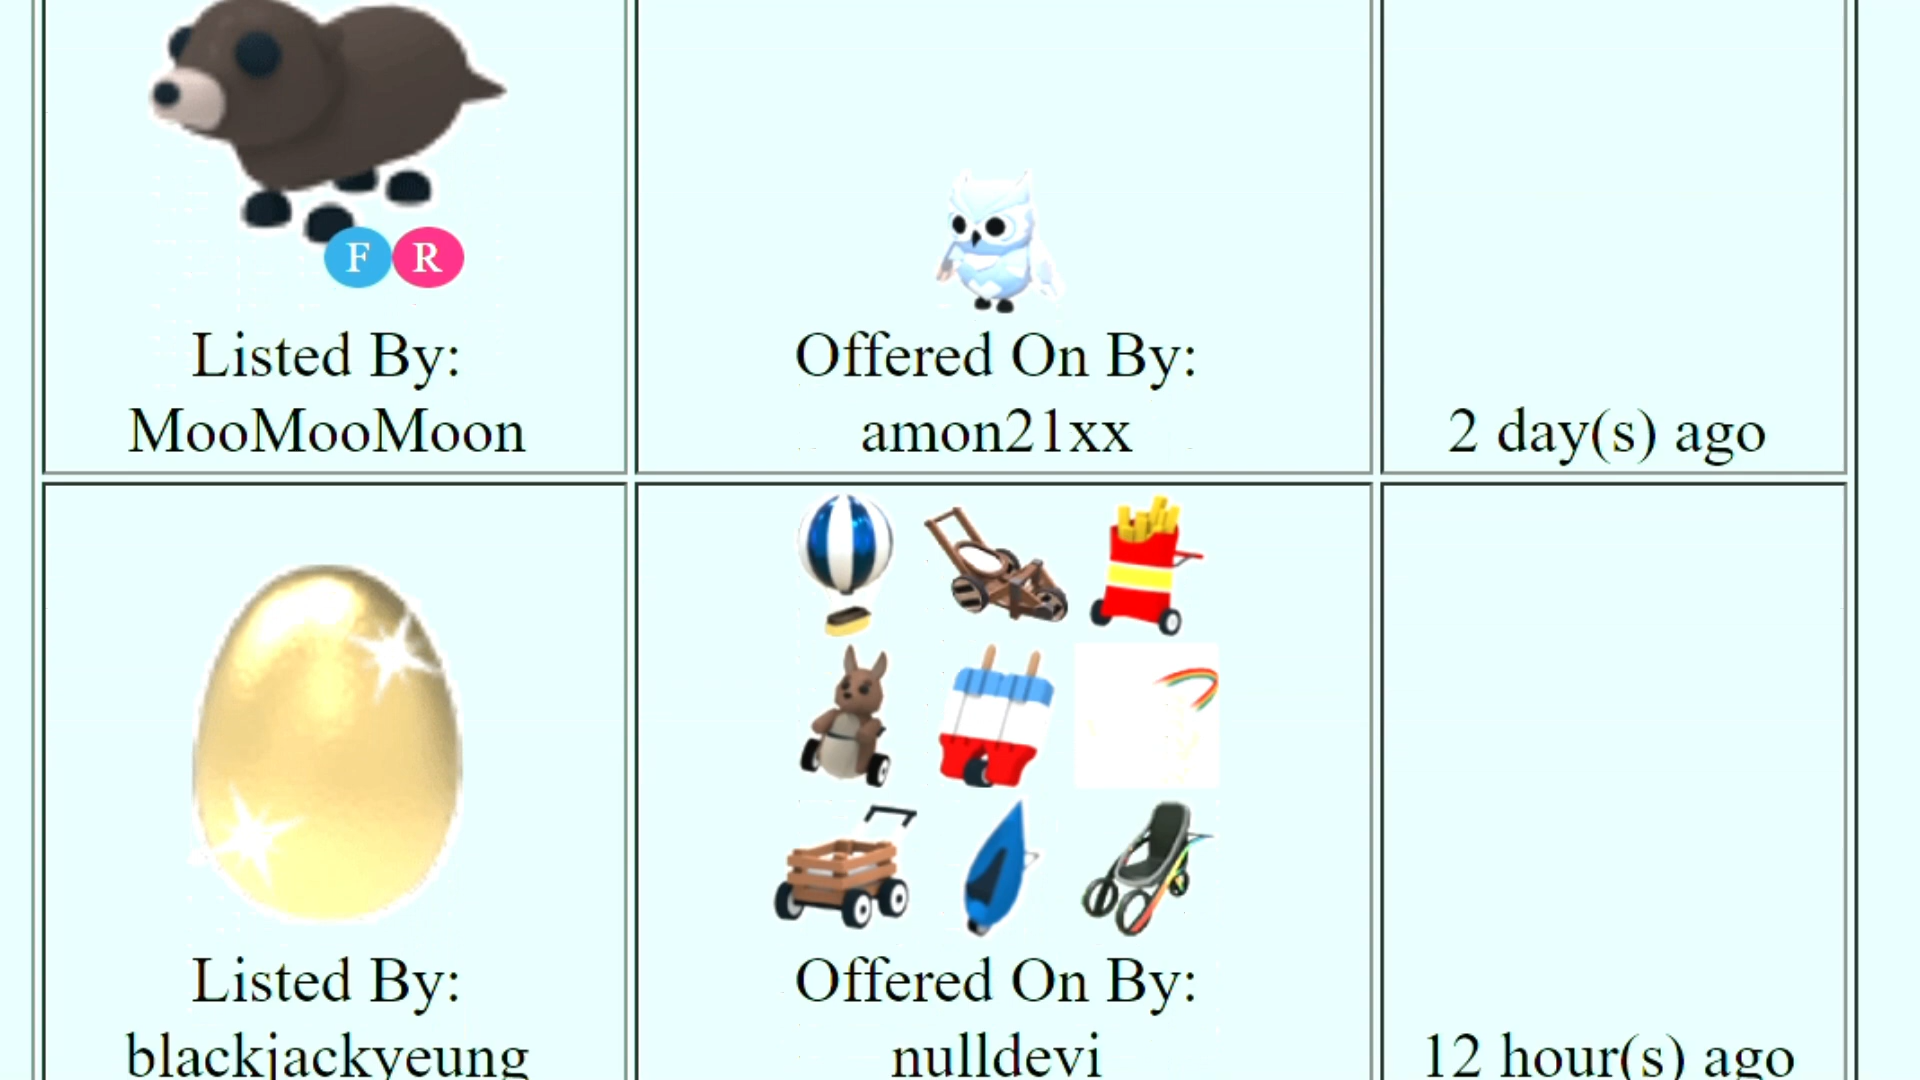 F R
Listed By:
MooMooMoon
Offered On By:
amon21xx
2 day(s) ago
Listed By:
blackjackyeung
Offered On By:
nulldevi
12 hour(s) ago